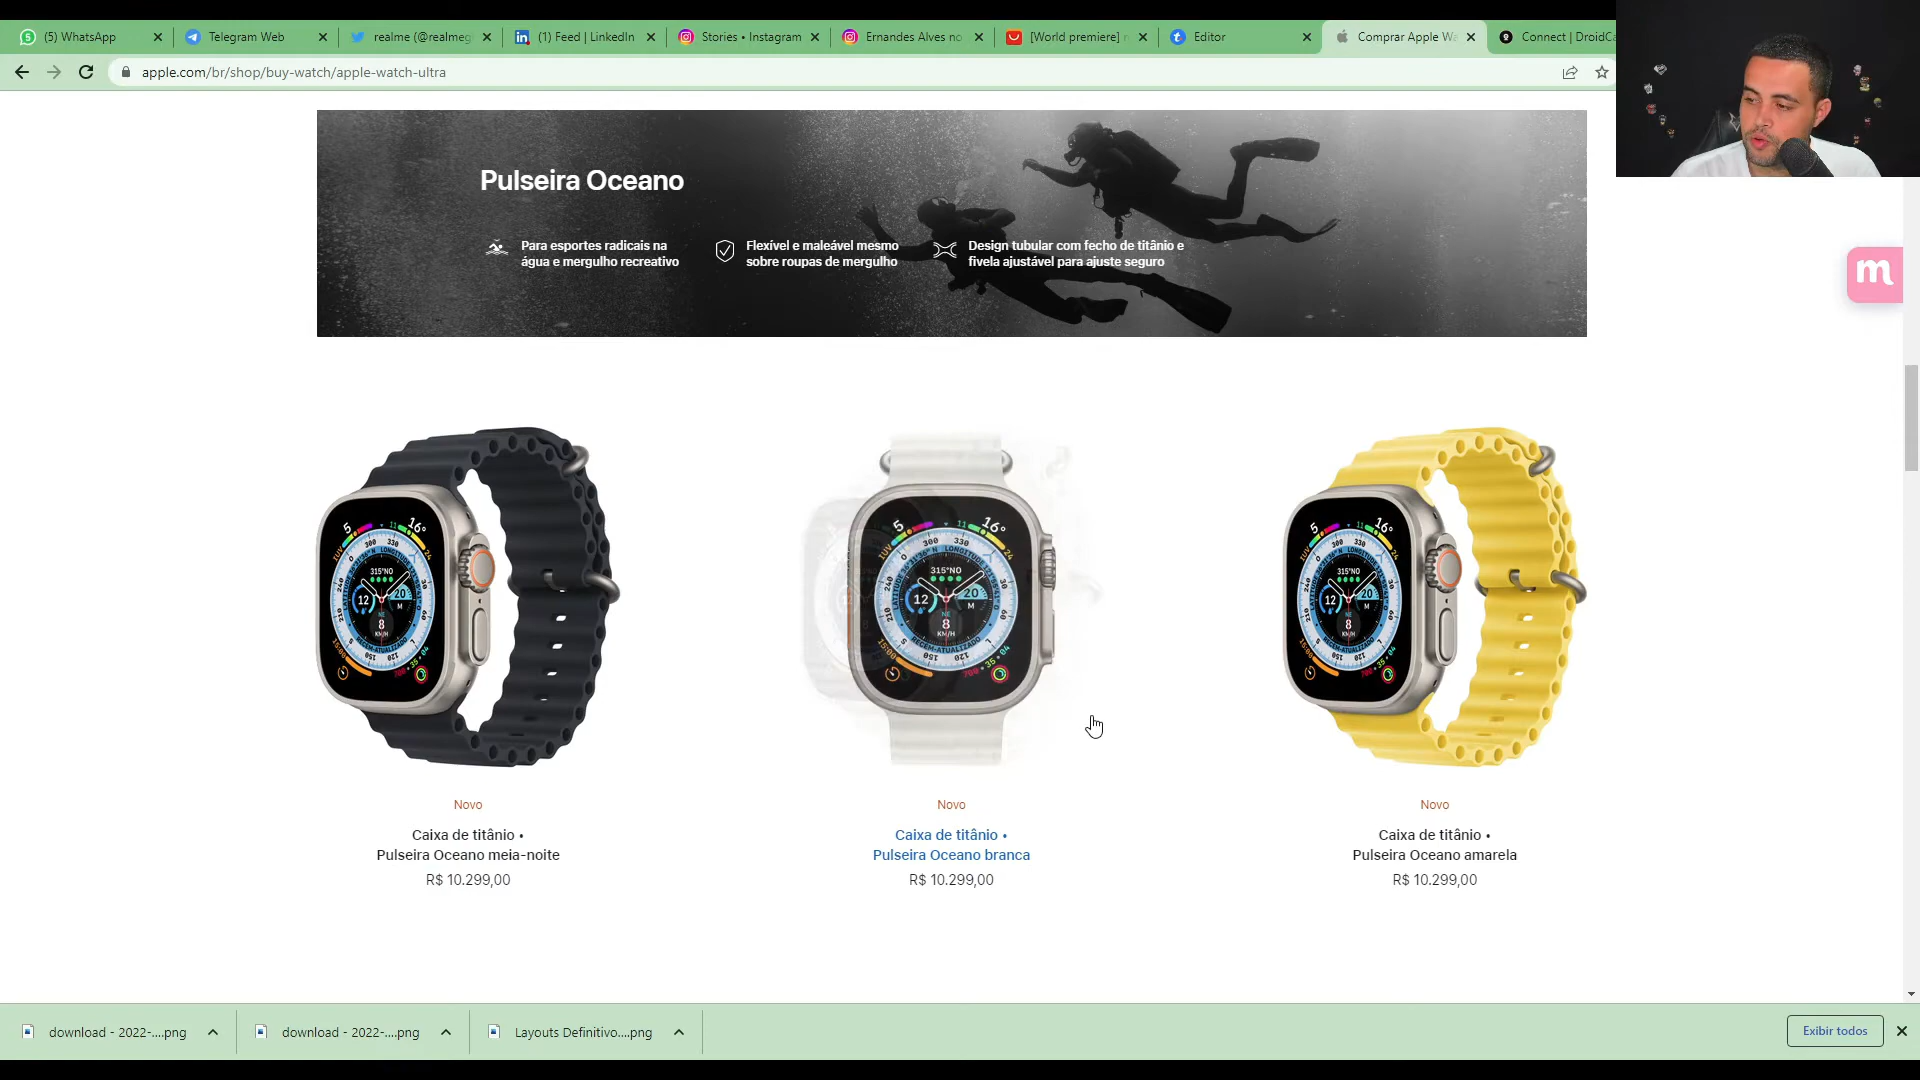 (5) WhatsApp
Telegram Web
realme (@realmeg
(1) Feed | LinkedIn
Stories • Instagram
Ernandes Alves no
[World premiere] r
Editor
Comprar Apple Wa
Connect | DroidCa
apple.com/br/shop/buy-watch/apple-watch-ultra
Pulseira Oceano
Para esportes radicais na
água e mergulho recreativo
Flexível e maleável mesmo
sobre roupas de mergulho
Design tubular com fecho de titânio e
fivela ajustável para ajuste seguro
m
Novo
Caixa de titânio •
Pulseira Oceano meia-noite
R$ 10.299,00
Novo
Caixa de titânio •
Pulseira Oceano branca
R$ 10.299,00
Novo
Caixa de titânio •
Pulseira Oceano amarela
R$ 10.299,00
download - 2022-....png
download - 2022-....png
Layouts Definitivo....png
Exibir todos